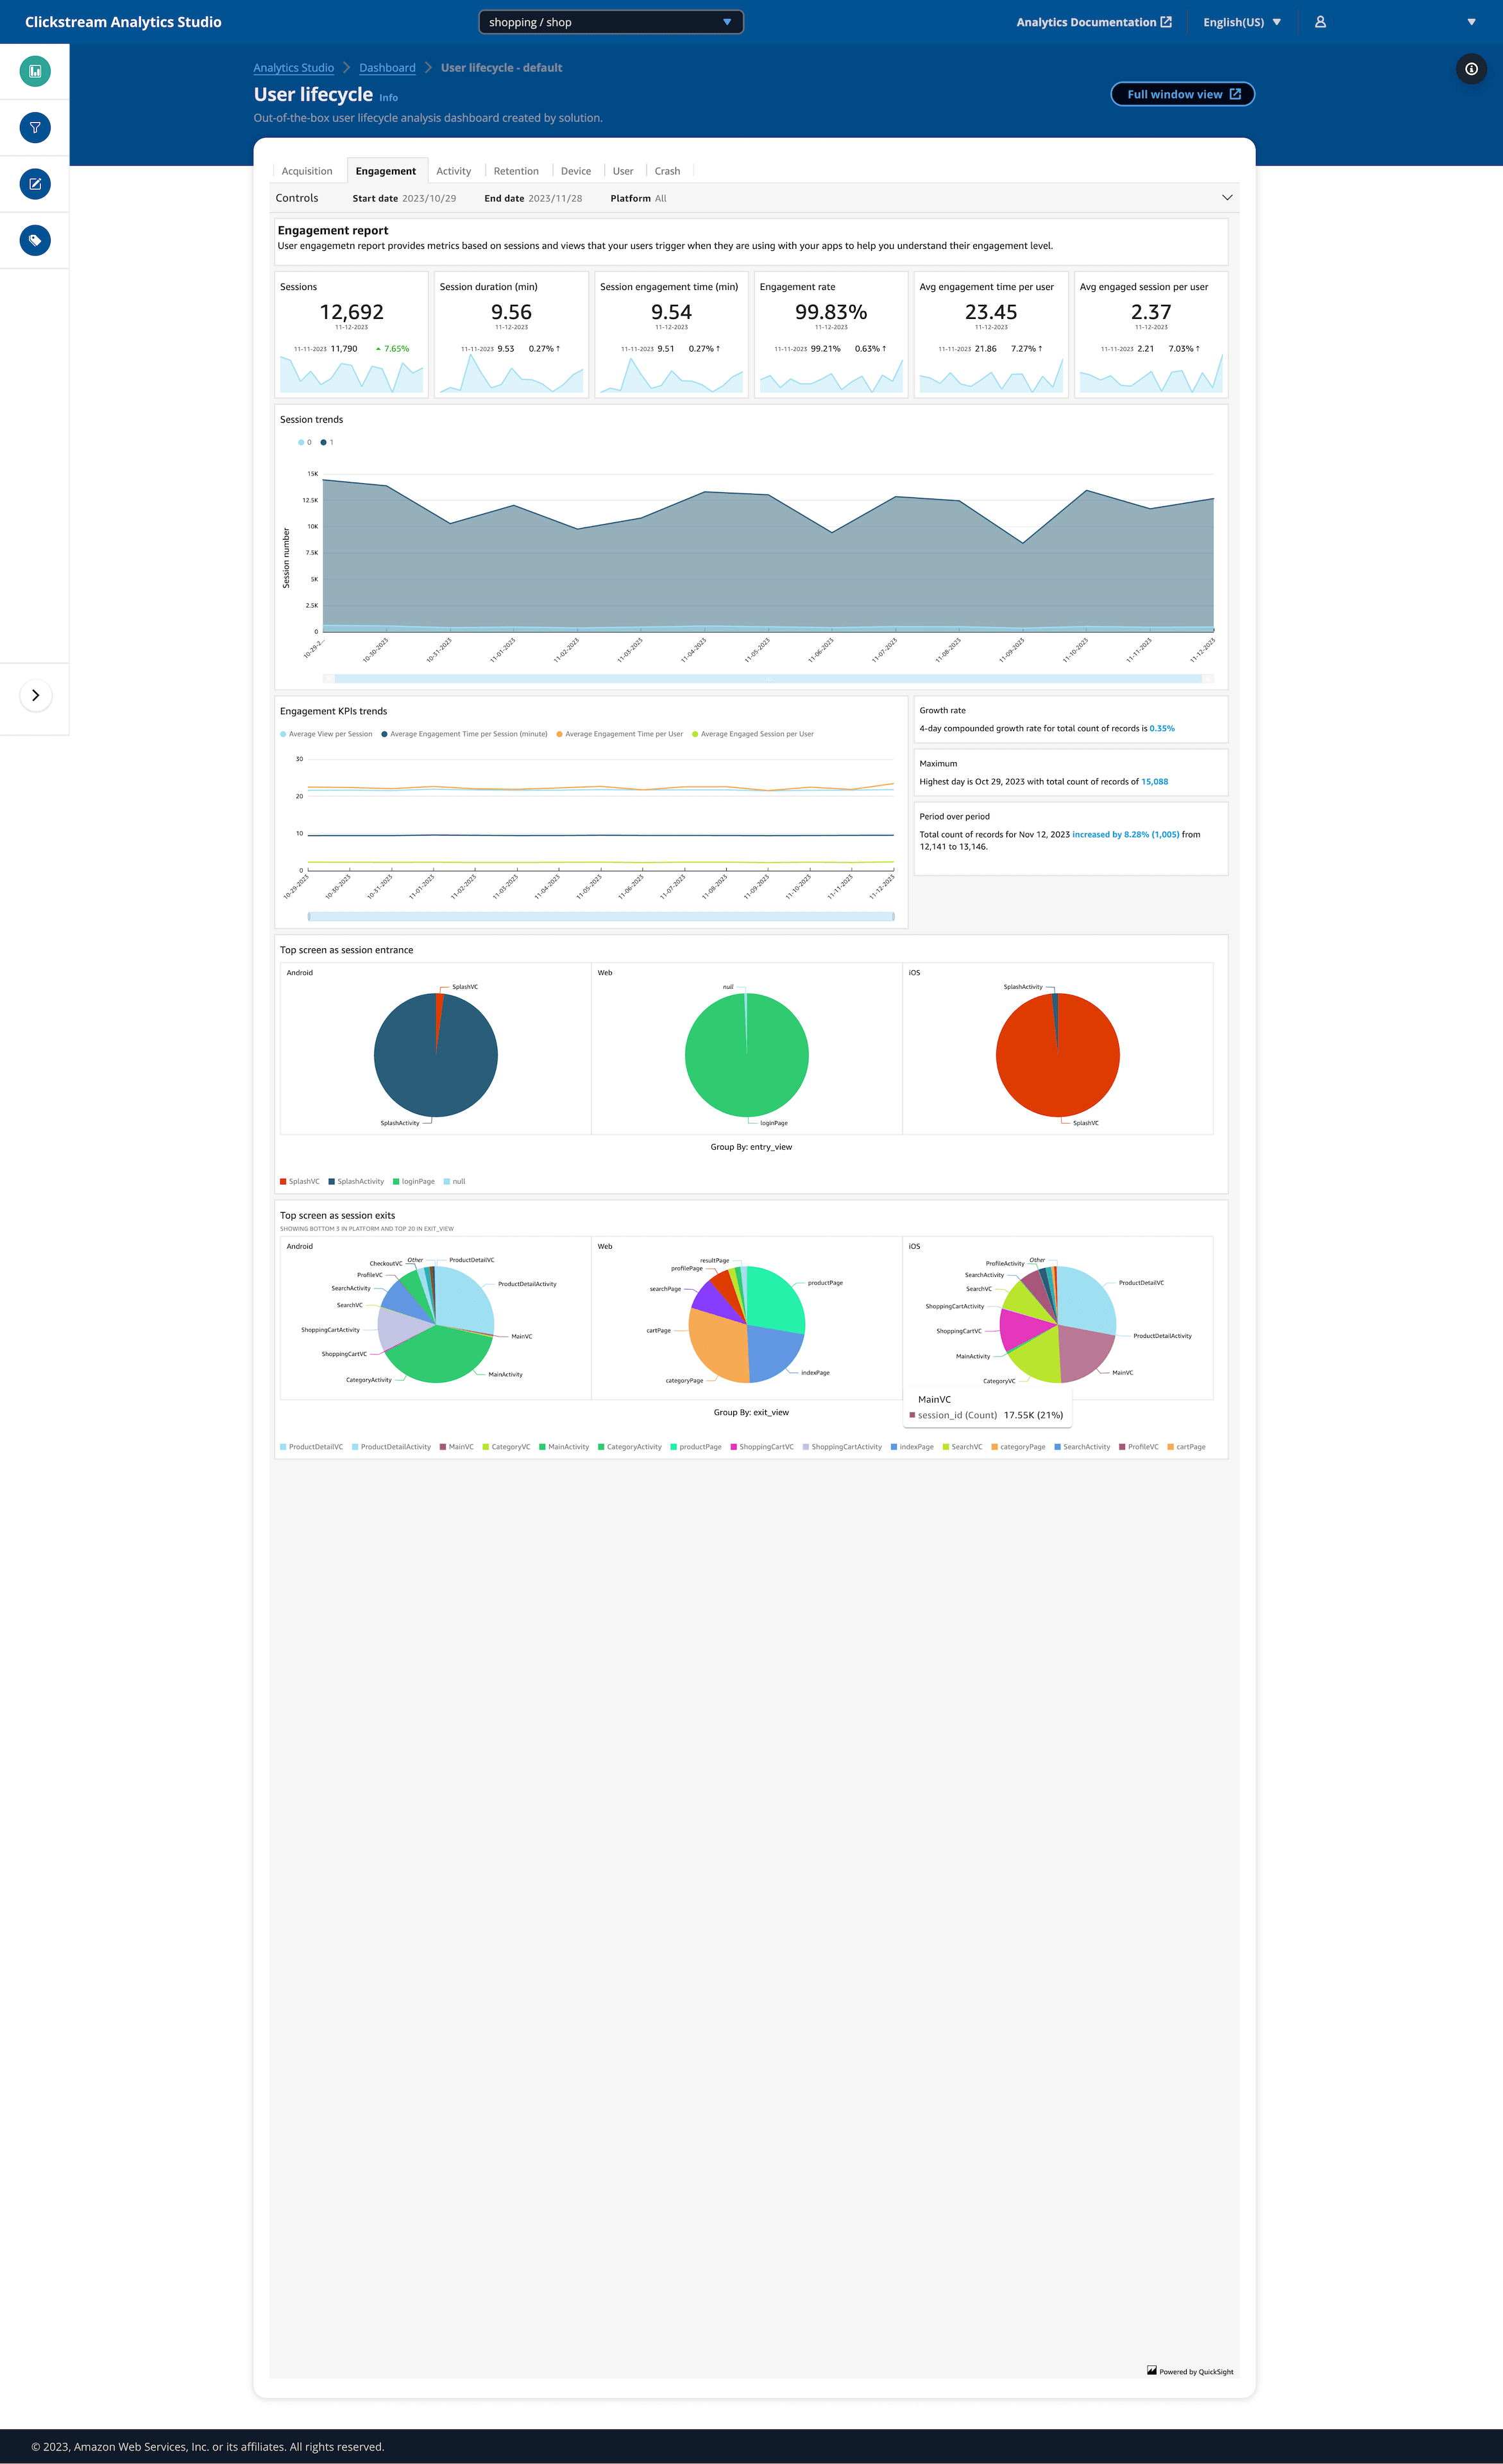 Clickstream Analytics Studio
shopping / shop
Analytics Documentation
English(US)
Analytics Studio
Dashboard
User lifecycle - default
User lifecycle Info
Full window view
Out-of-the-box user lifecycle analysis dashboard created by solution.
Acquisition
Engagement
Activity
Retention
Device
User
Crash
Controls
Start date 2023/10/29
End date 2023/11/28
Platform All
Engagement report
User engagemetn report provides metrics based on sessions and views that your users trigger when they are using with your apps to help you understand their engagement level.
Sessions
12,692
11-12-2023
11-11-2023 11,790 7.65%
Session duration (min)
9.56
11-12-2023
11-11-2023 9.53 0.27%↑
Session engagement time (min)
9.54
11-12-2023
11-11-2023 9.51 0.27%↑
Engagement rate
99.83%
11-12-2023
11-11-2023 99.21% 0.63%↑
Avg engagement time per user
23.45
11-12-2023
11-11-2023 21.86 7.27%↑
Avg engaged session per user
2.37
11-12-2023
11-11-2023 2.21 7.03%↑
Session trends
0 1
Session number
15K
12.5K
10K
7.5K
5K
2.5K
0
10-29-2...
10-30-2023
10-31-2023
11-01-2023
11-02-2023
11-03-2023
11-04-2023
11-05-2023
11-06-2023
11-07-2023
11-08-2023
11-09-2023
11-10-2023
11-11-2023
11-12-2023
Engagement KPIs trends
Average View per Session
Average Engagement Time per Session (minute)
Average Engagement Time per User
Average Engaged Session per User
30
20
10
0
10-29-2023
10-30-2023
10-31-2023
11-01-2023
11-02-2023
11-03-2023
11-04-2023
11-05-2023
11-06-2023
11-07-2023
11-08-2023
11-09-2023
11-10-2023
11-11-2023
11-12-2023
Growth rate
4-day compounded growth rate for total count of records is 0.35%
Maximum
Highest day is Oct 29, 2023 with total count of records of 15,088
Period over period
Total count of records for Nov 12, 2023 increased by 8.28% (1,005) from
12,141 to 13,146.
Top screen as session entrance
Android
SplashVC
SplashActivity
Web
null
loginPage
iOS
SplashActivity
SplashVC
Group By: entry_view
SplashVC
SplashActivity
loginPage
null
Top screen as session exits
SHOWING BOTTOM 3 IN PLATFORM AND TOP 20 IN EXIT_VIEW
Android
Other
ProductDetailVC
CheckoutVC
ProfileVC
ProductDetailActivity
SearchActivity
SearchVC
ShoppingCartActivity
MainVC
ShoppingCartVC
MainActivity
CategoryActivity
Web
resultPage
profilePage
productPage
searchPage
cartPage
indexPage
categoryPage
iOS
Other
ProfileActivity
SearchActivity
ProductDetailVC
SearchVC
ShoppingCartActivity
ShoppingCartVC
ProductDetailActivity
MainActivity
MainVC
CategoryVC
Group By: exit_view
MainVC
session_id (Count) 17.55K (21%)
ProductDetailVC
ProductDetailActivity
MainVC
CategoryVC
MainActivity
CategoryActivity
productPage
ShoppingCartVC
ShoppingCartActivity
indexPage
SearchVC
categoryPage
SearchActivity
ProfileVC
cartPage
Powered by QuickSight
© 2023, Amazon Web Services, Inc. or its affiliates. All rights reserved.